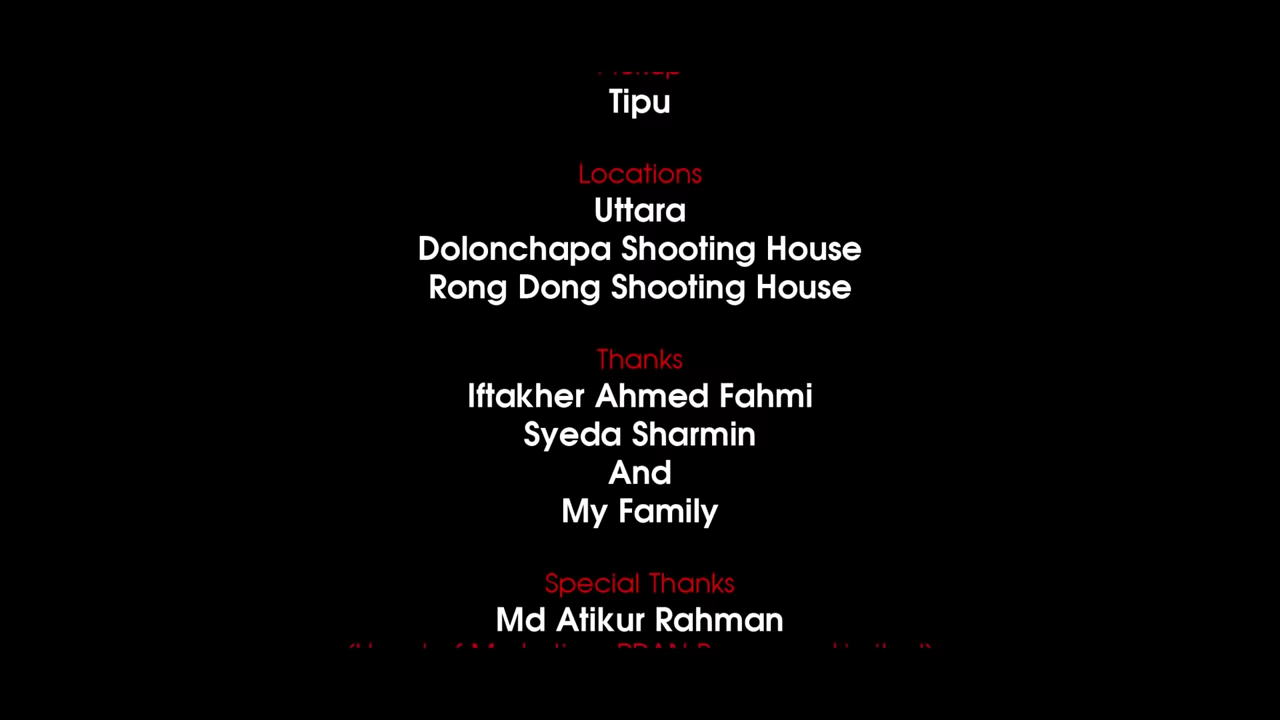 Tipu
Locations
Uttara
Dolonchapa Shooting House
Rong Dong Shooting House
Thanks
Iftakher Ahmed Fahmi
Syeda Sharmin
And
My Family
Special Thanks
Md Atikur Rahman